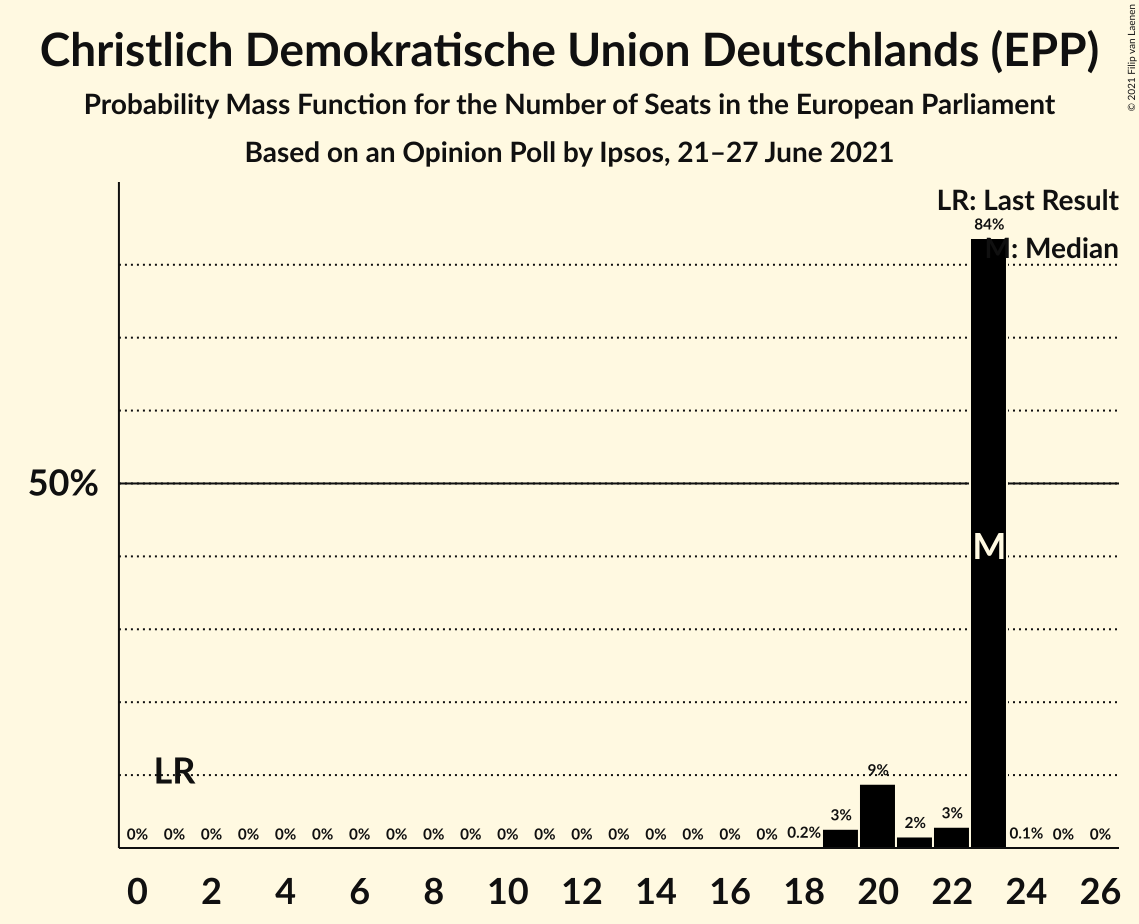 Christlich Demokratische Union Deutschlands (EPP)
Probability Mass Function for the Number of Seats in the European Parliament
Based on an Opinion Poll by Ipsos, 21–27 June 2021
© 2021 Filip van Laenen
LR: Last Result
84%
M: Median
50%
M
LR
9%
3%
2%
3%
0% 0% 0% 0% 0% 0% 0% 0% 0% 0% 0% 0% 0% 0% 0% 0% 0% 0% 0.2% 0.1% 0% 0%
0 2 4 6 8 10 12 14 16 18 20 22 24 26